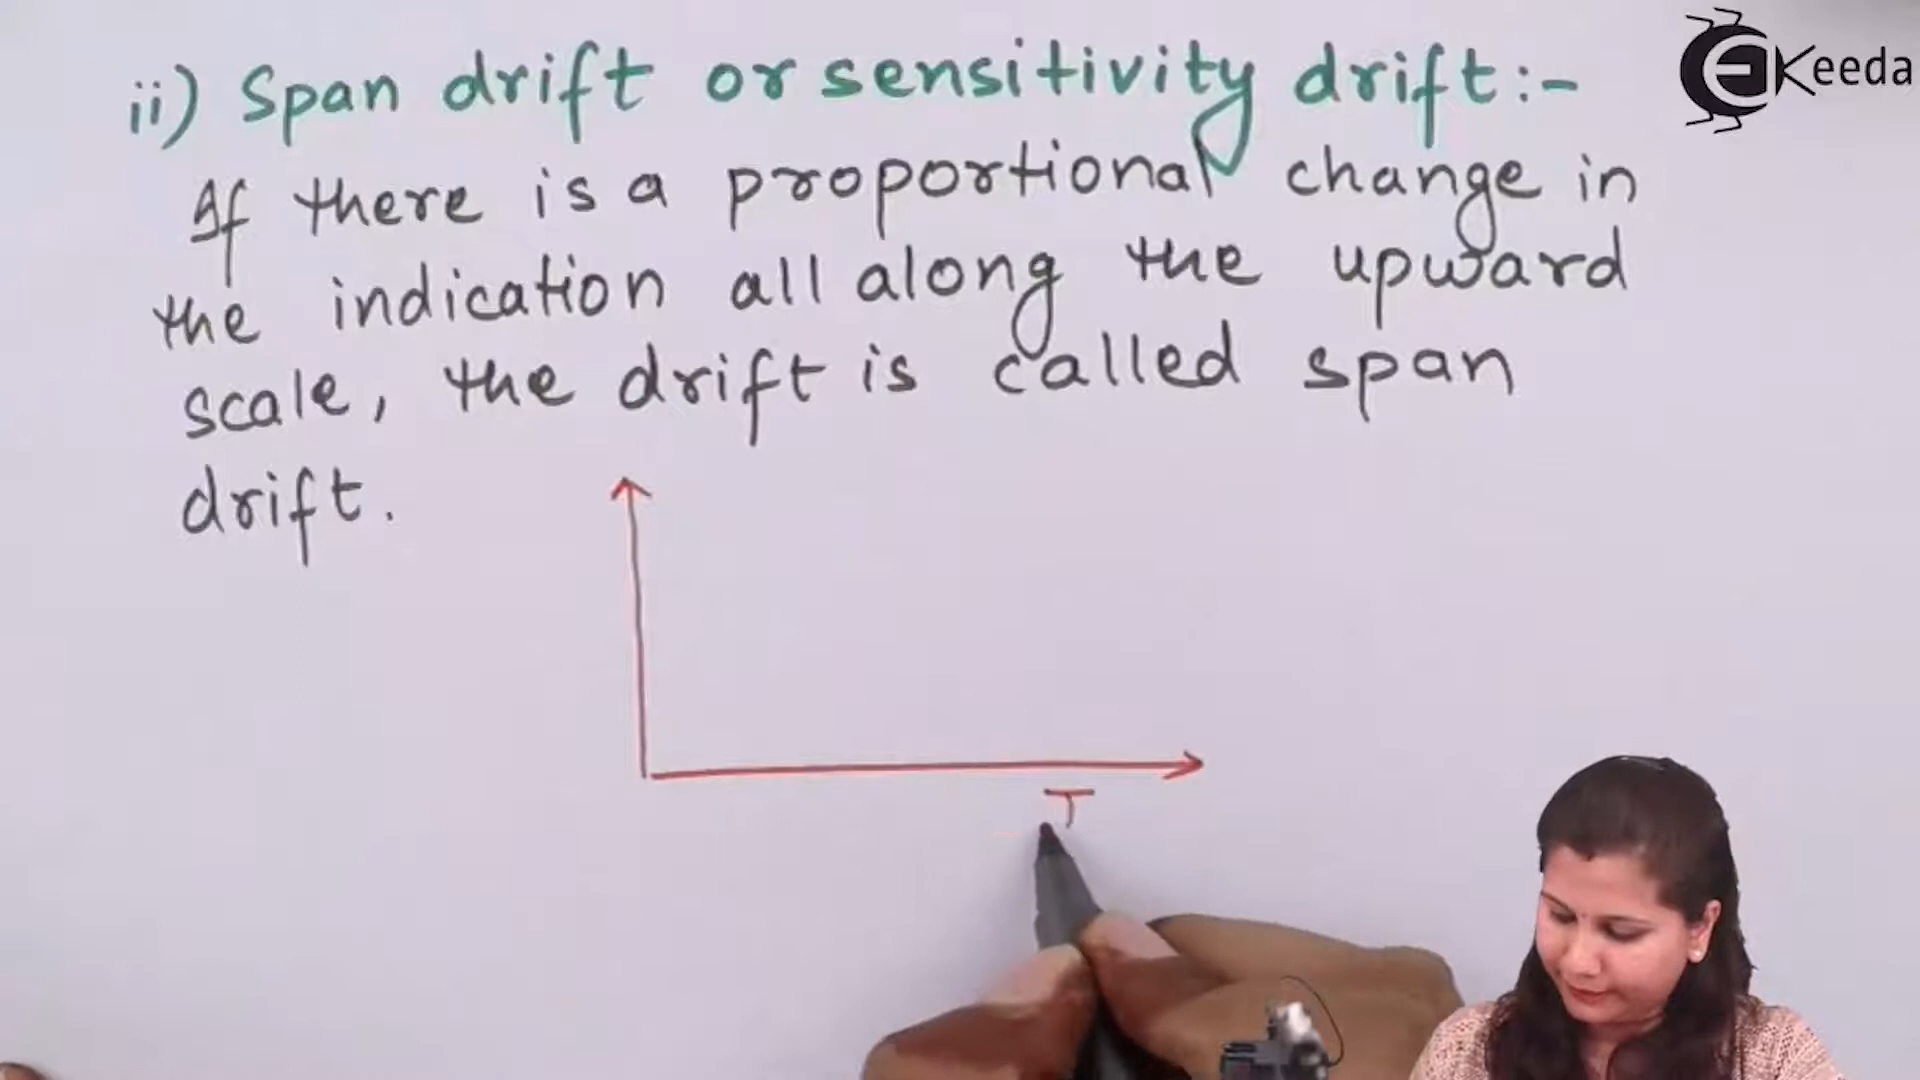 EKeeda
ii) Span drift or sensitivity drift:-
If there is a proportional change in
the indication all along the upward
scale, the drift is called span
drift.
I